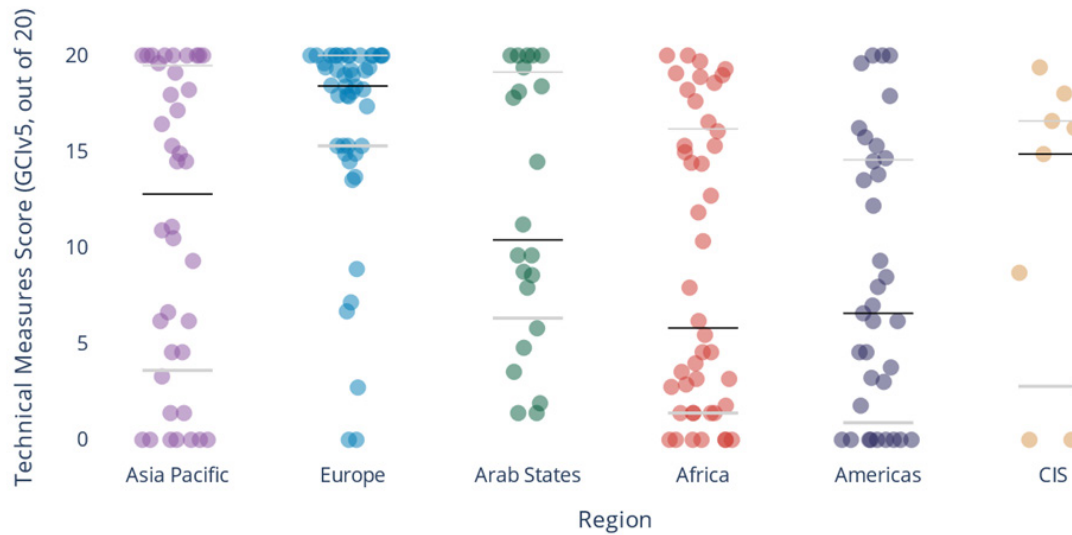 Technical Measures Score (GCIv5, out of 20)
20
15
10
5
0
Asia Pacific
Europe
Arab States
Africa
Americas
CIS
Region